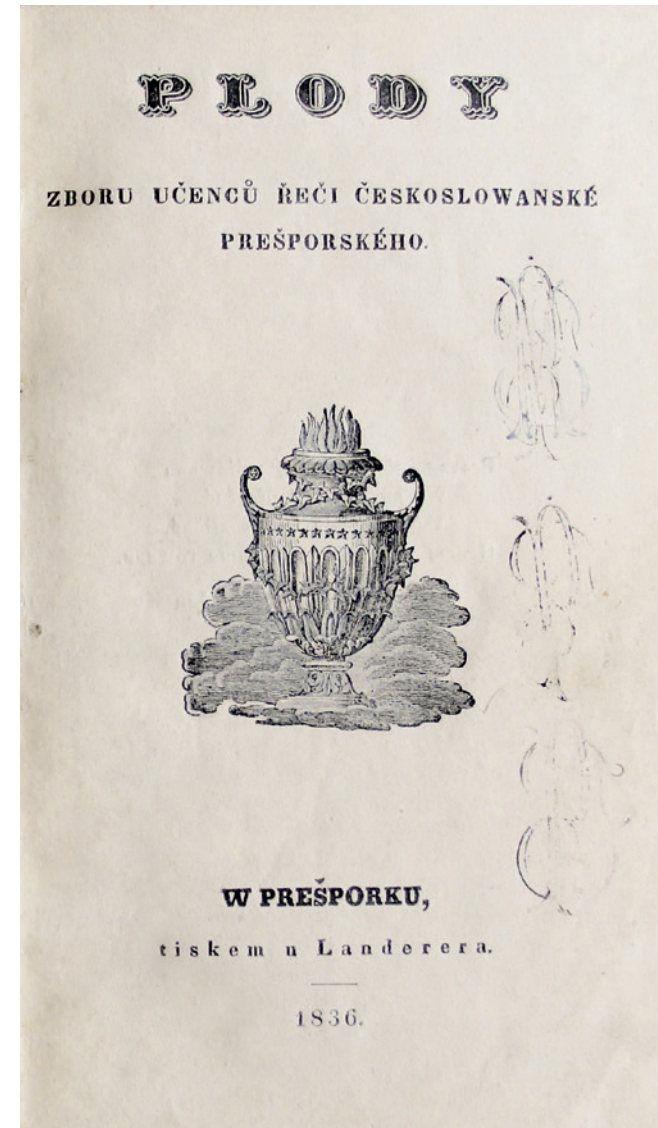 PLODY
ZBORU UČENCŮ ŘEČI ČESKOSLOWANSKÉ
PREŠPORSKÉHO.
W PREŠPORKU,
tiskem u Landerera.
1836.